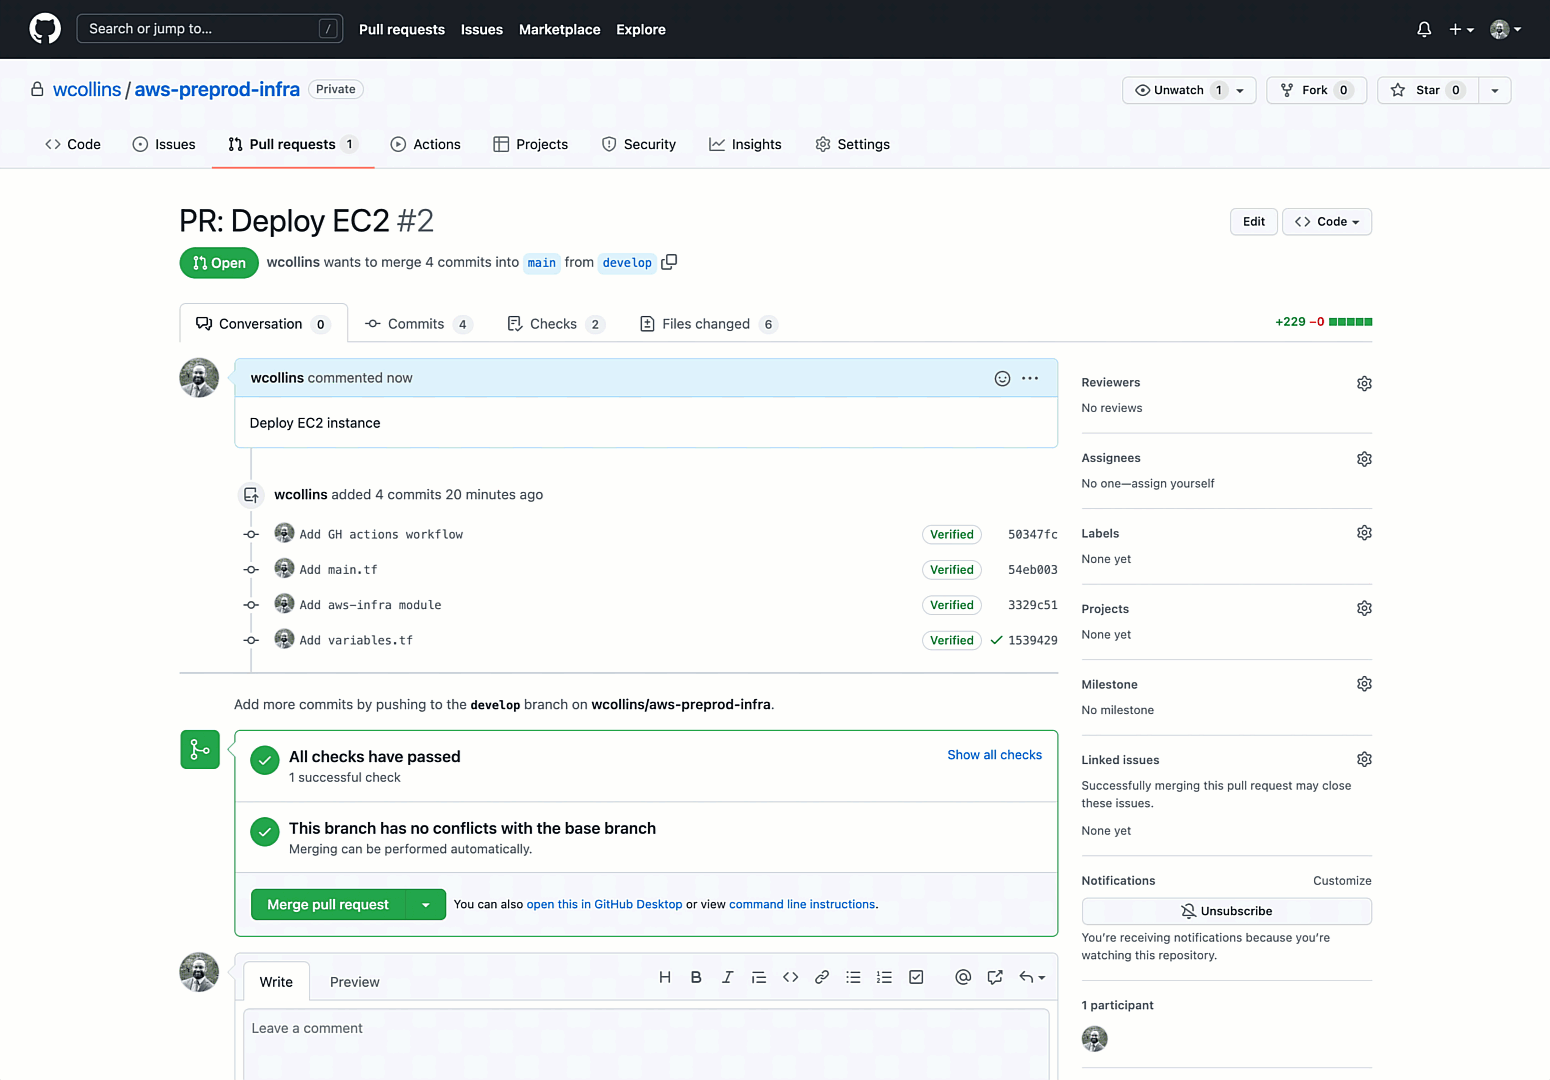 Search or jump to... /
Pull requests Issues Marketplace Explore
wcollins / aws-preprod-infra Private
Unwatch 1 Fork 0 Star 0
Code Issues Pull requests 1 Actions Projects Security Insights Settings
PR: Deploy EC2 #2
Edit <> Code
Open wcollins wants to merge 4 commits into main from develop
Conversation 0 Commits 4 Checks 2 Files changed 6
+229 −0
wcollins commented now
Deploy EC2 instance
wcollins added 4 commits 20 minutes ago
Add GH actions workflow Verified 50347fc
Add main.tf Verified 54eb003
Add aws-infra module Verified 3329c51
Add variables.tf Verified 1539429
Add more commits by pushing to the develop branch on wcollins/aws-preprod-infra.
All checks have passed
1 successful check
Show all checks
This branch has no conflicts with the base branch
Merging can be performed automatically.
Merge pull request
You can also open this in GitHub Desktop or view command line instructions.
Write Preview
H B I @
Leave a comment
Reviewers
No reviews
Assignees
No one—assign yourself
Labels
None yet
Projects
None yet
Milestone
No milestone
Linked issues
Successfully merging this pull request may close
these issues.
None yet
Notifications Customize
Unsubscribe
You're receiving notifications because you're
watching this repository.
1 participant